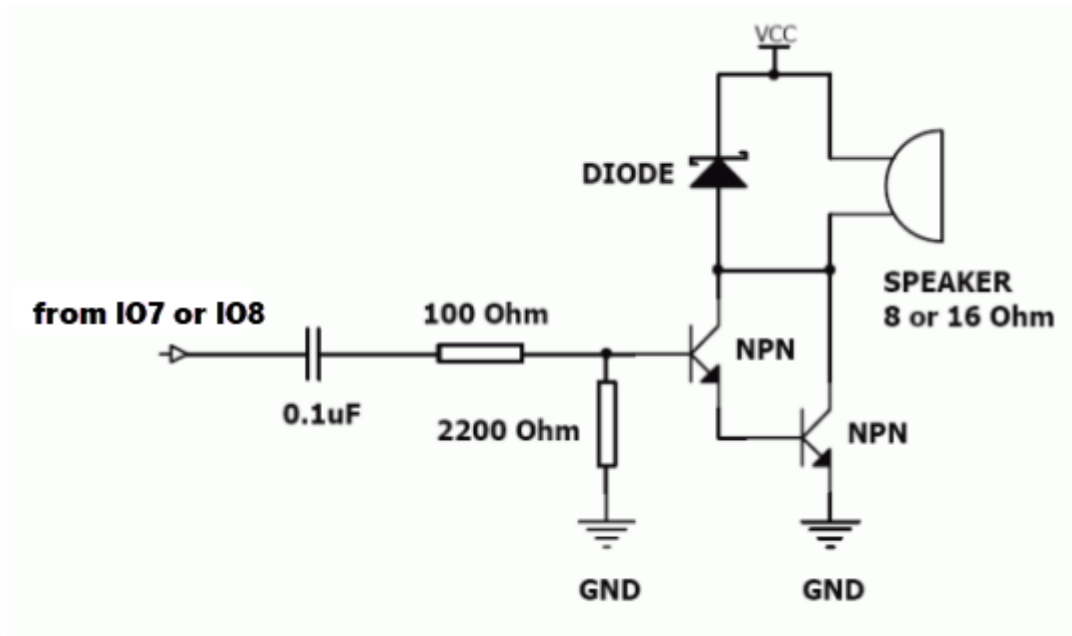 VCC
DIODE
SPEAKER
8 or 16 Ohm
from IO7 or IO8
100 Ohm
NPN
0.1uF
2200 Ohm
NPN
GND
GND